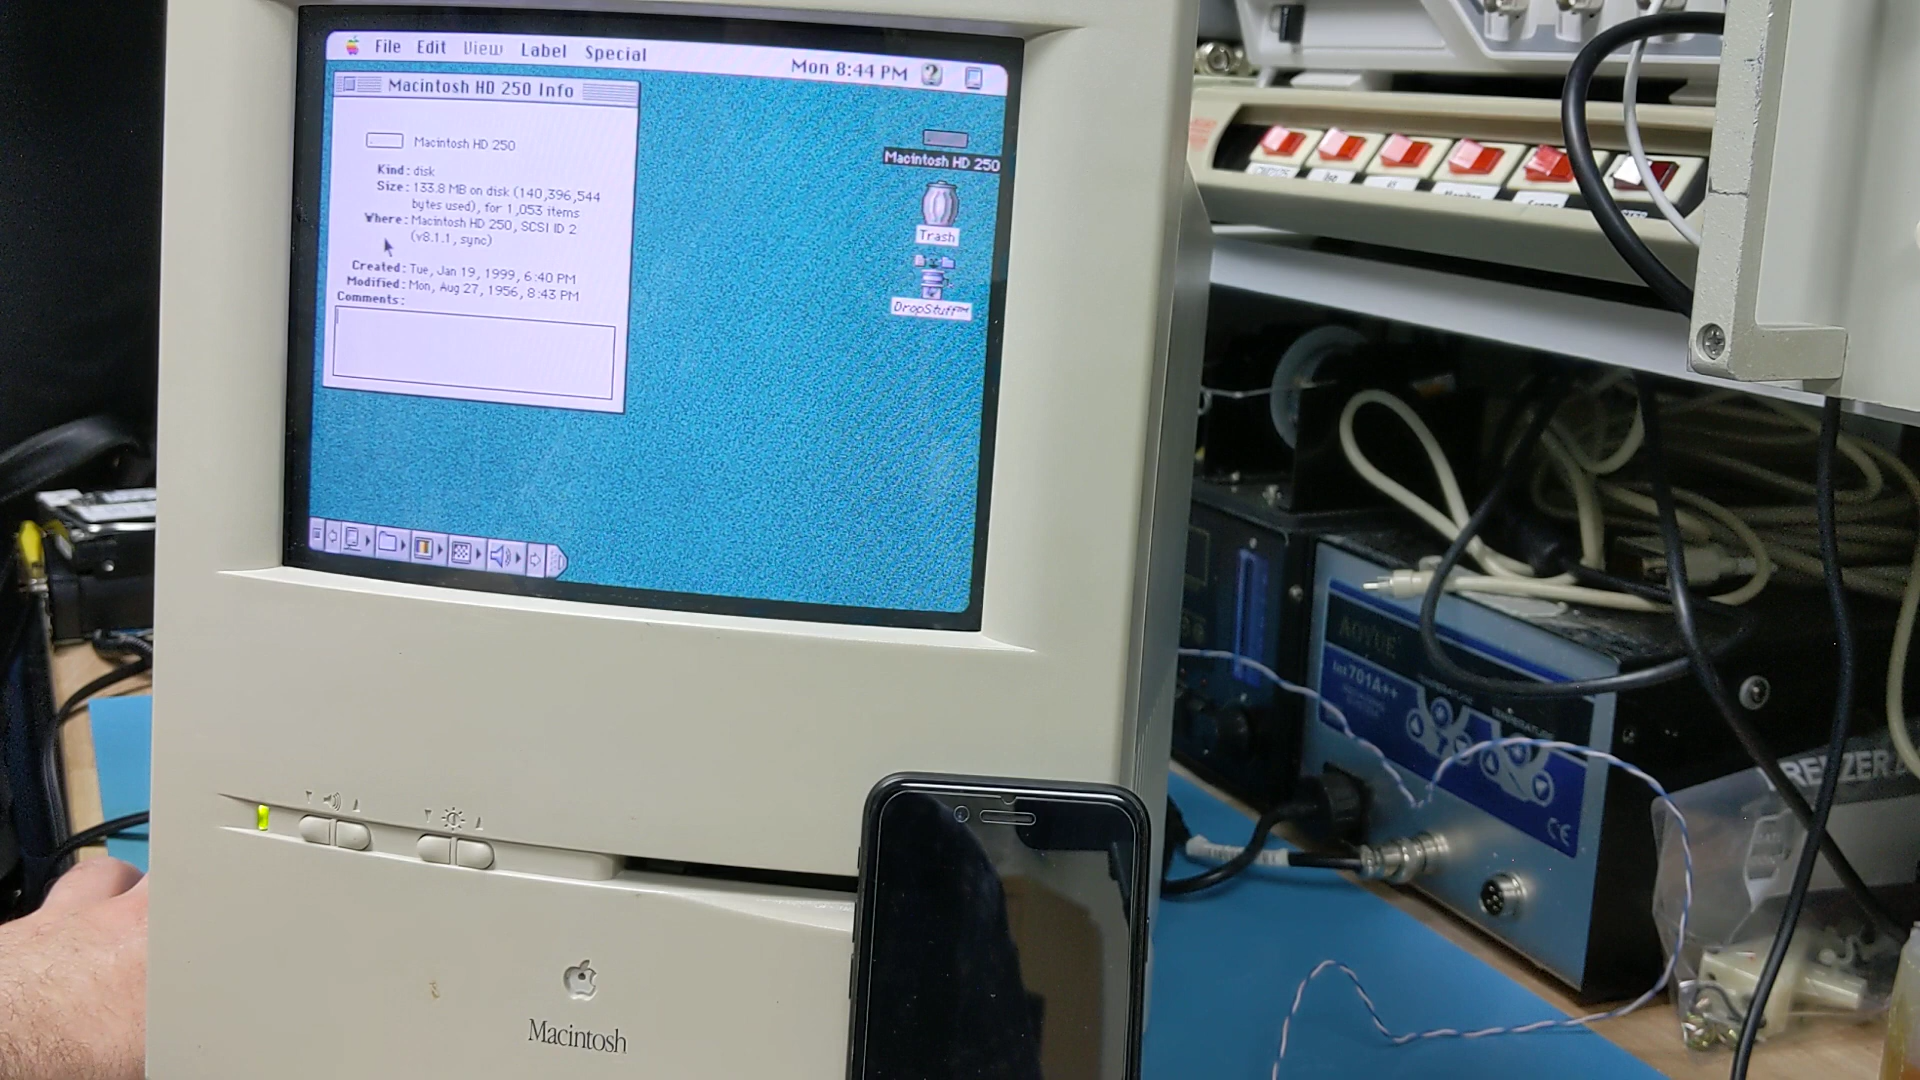 File Edit View Label Special
Mon 8:44 PM
Macintosh HD 250 Info
Macintosh HD 250
Kind: disk
Size: 133.8 MB on disk (140,396,544
bytes used), for 1,053 items
Where: Macintosh HD 250, SCSI ID 2
(v8.1.1, sync)
Created: Tue, Jan 19, 1999, 6:40 PM
Modified: Mon, Aug 27, 1956, 8:43 PM
Comments:
Macintosh HD 250
Trash
DropStuff™
Macintosh
Monitor
AOYUE
int701A++
TEMPERATURE
TEMPERATURE
CE